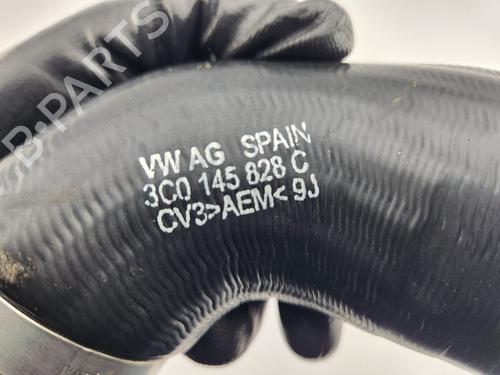 B-PARTS
VW AG SPAIN
3C0 145 828 C
CV3>AEM< 9J